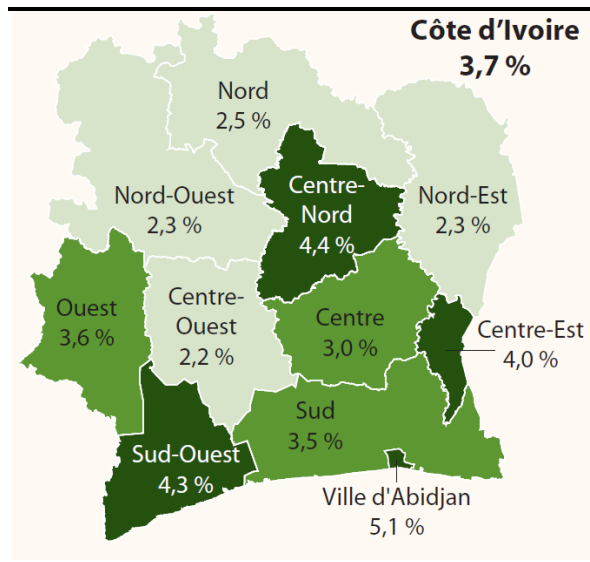 Côte d’Ivoire
3,7 %
Nord
2,5 %
Nord-Ouest
2,3 %
Centre-
Nord
4,4 %
Nord-Est
2,3 %
Ouest
3,6 %
Centre-
Ouest
2,2 %
Centre
3,0 %
Centre-Est
4,0 %
Sud
3,5 %
Sud-Ouest
4,3 %
Ville d'Abidjan
5,1 %